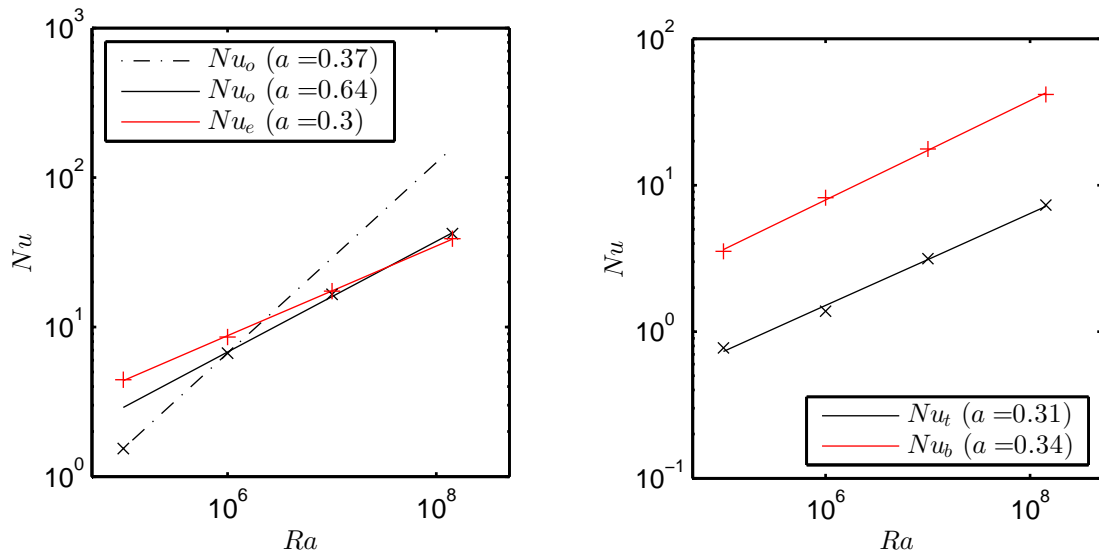 10^3
10^2
10^1
10^0
Nu
Nu_o (a =0.37)
Nu_o (a =0.64)
Nu_e (a =0.3)
10^6
10^8
Ra
10^2
10^1
10^0
10^-1
Nu
Nu_t (a =0.31)
Nu_b (a =0.34)
10^6
10^8
Ra